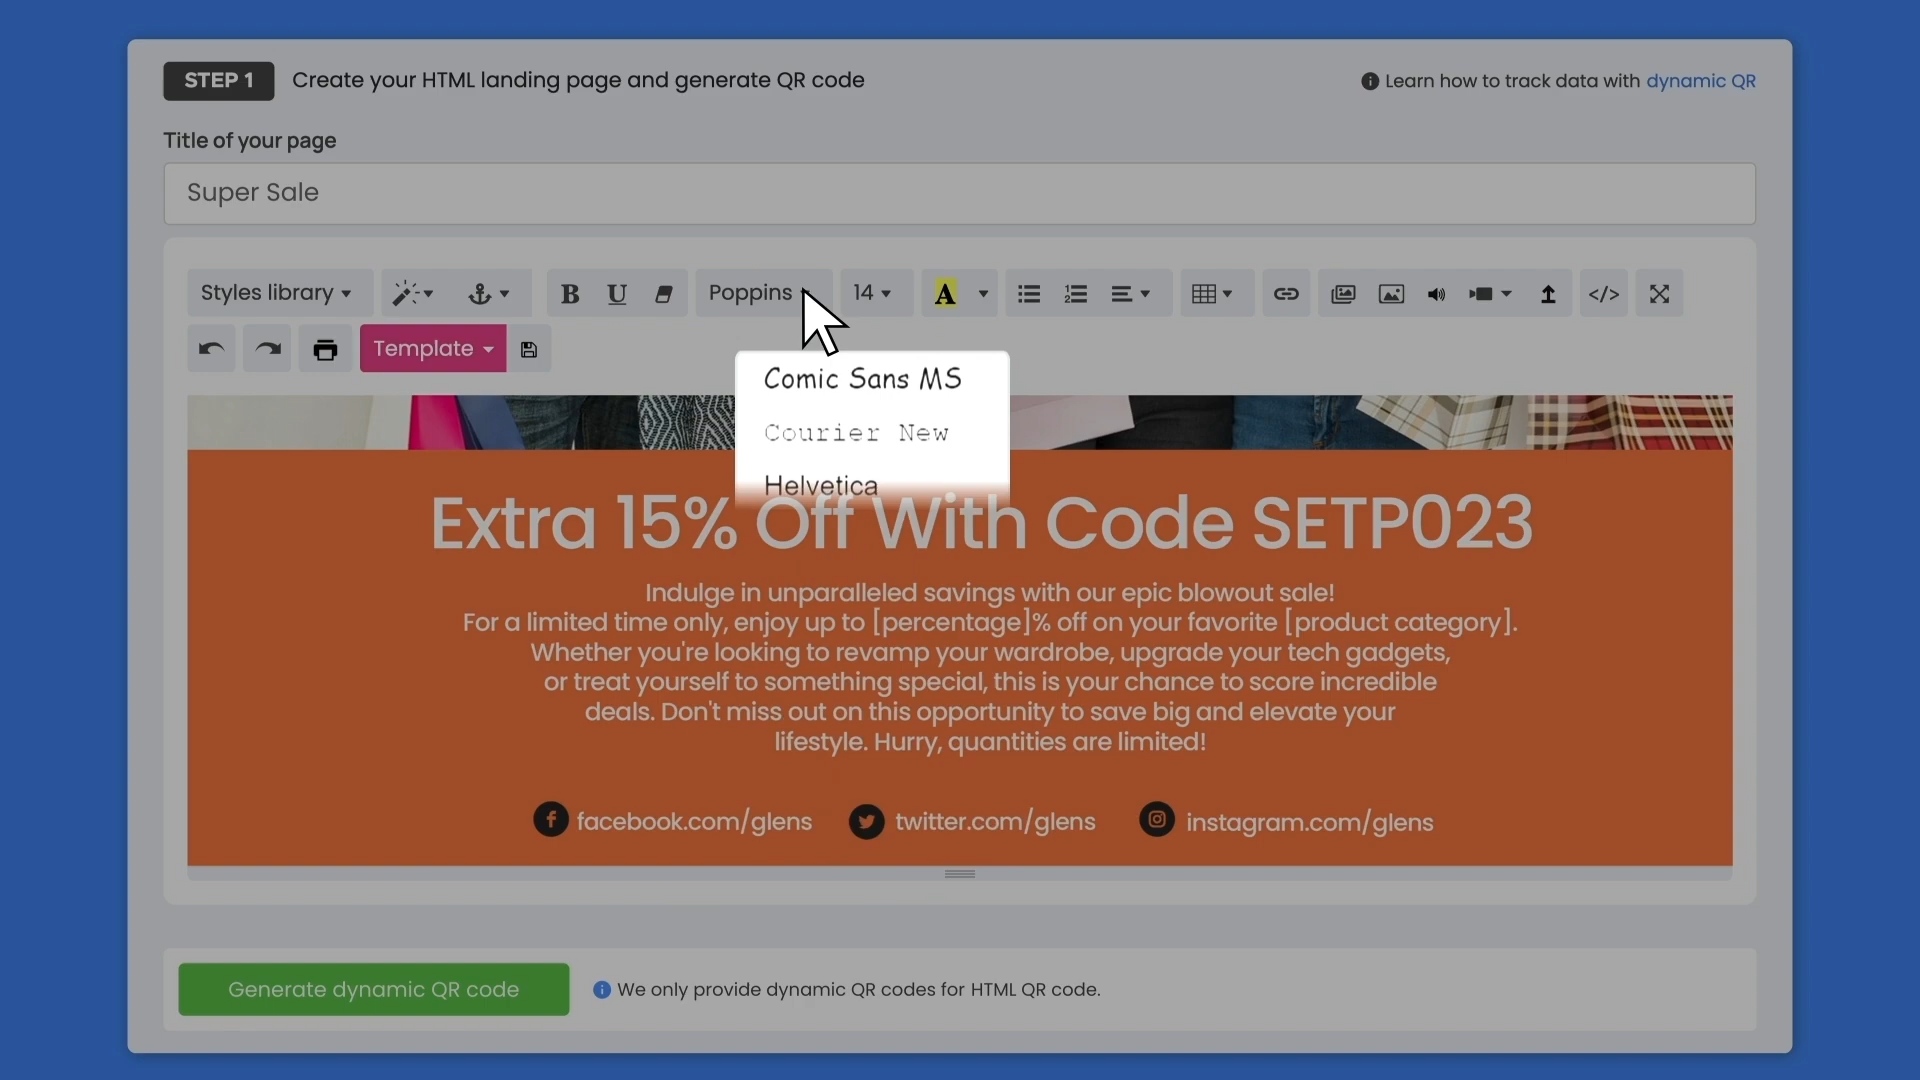 STEP 1 Create your HTML landing page and generate QR code
Learn how to track data with dynamic QR
Title of your page
Super Sale
Styles library
B U Poppins 14 A
Template
Comic Sans MS
Courier New
Helvetica
Extra 15% Off With Code SETP023
Indulge in unparalleled savings with our epic blowout sale!
For a limited time only, enjoy up to [percentage]% off on your favorite [product category].
Whether you're looking to revamp your wardrobe, upgrade your tech gadgets,
or treat yourself to something special, this is your chance to score incredible
deals. Don't miss out on this opportunity to save big and elevate your
lifestyle. Hurry, quantities are limited!
facebook.com/glens twitter.com/glens instagram.com/glens
Generate dynamic QR code
We only provide dynamic QR codes for HTML QR code.